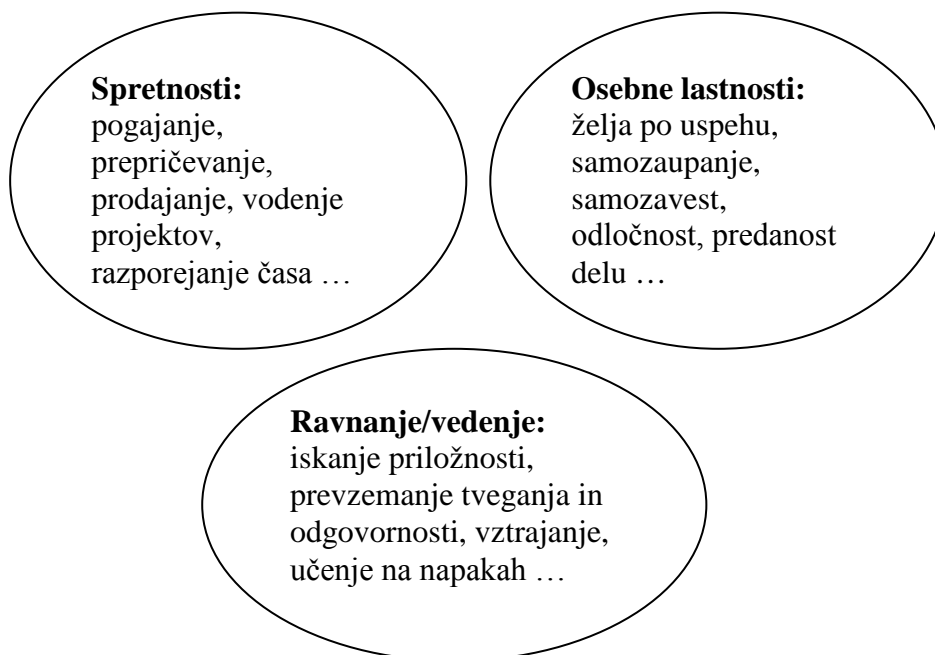 Spretnosti:
pogajanje,
prepričevanje,
prodajanje, vodenje
projektov,
razporejanje časa …
Osebne lastnosti:
želja po uspehu,
samozaupanje,
samozavest,
odločnost, predanost
delu …
Ravnanje/vedenje:
iskanje priložnosti,
prevzemanje tveganja in
odgovornosti, vztrajanje,
učenje na napakah …